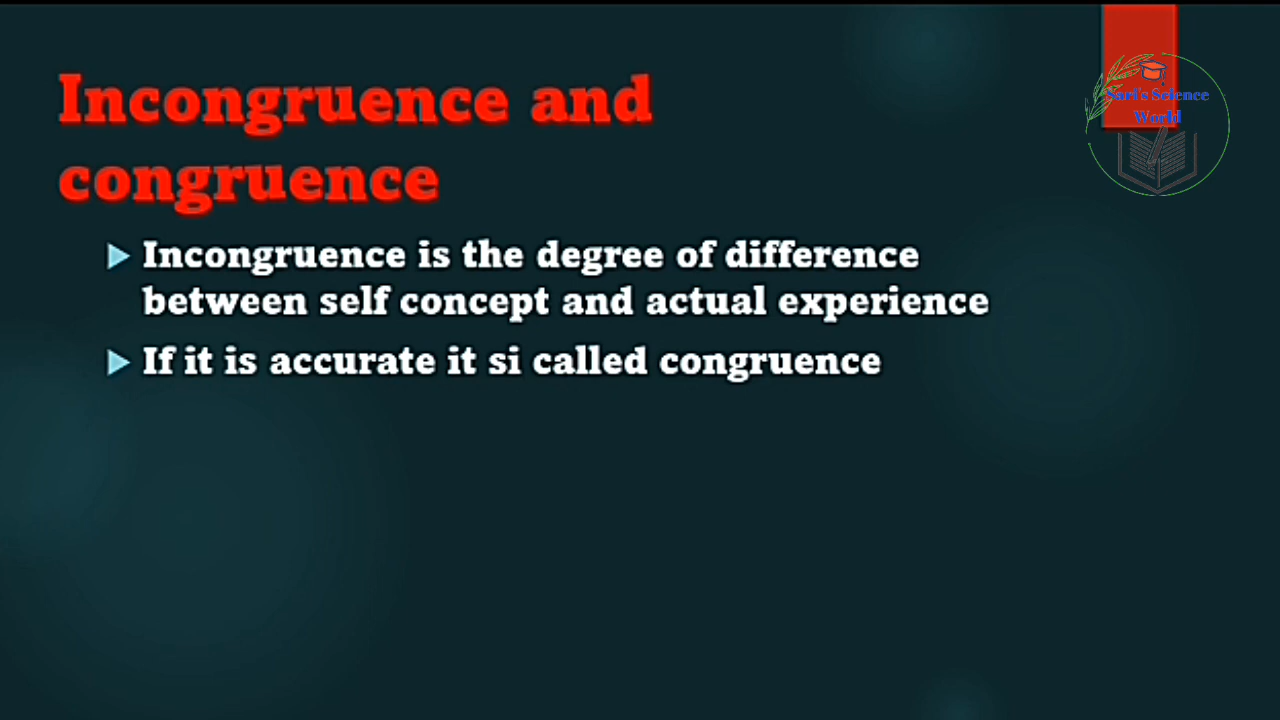 Incongruence and
congruence
Incongruence is the degree of difference
between self concept and actual experience
If it is accurate it si called congruence
Sari's Science
World